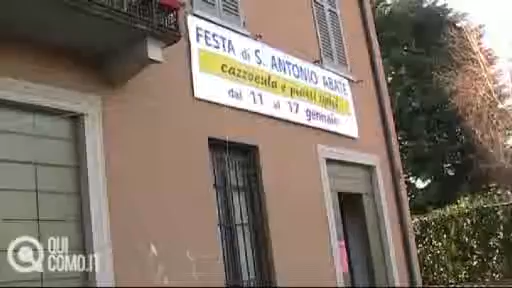 FESTA di S. ANTONIO ABATE
cazzoeula e piatti tipici
dal 11 al 17 gennaio
QUI
COMO.IT